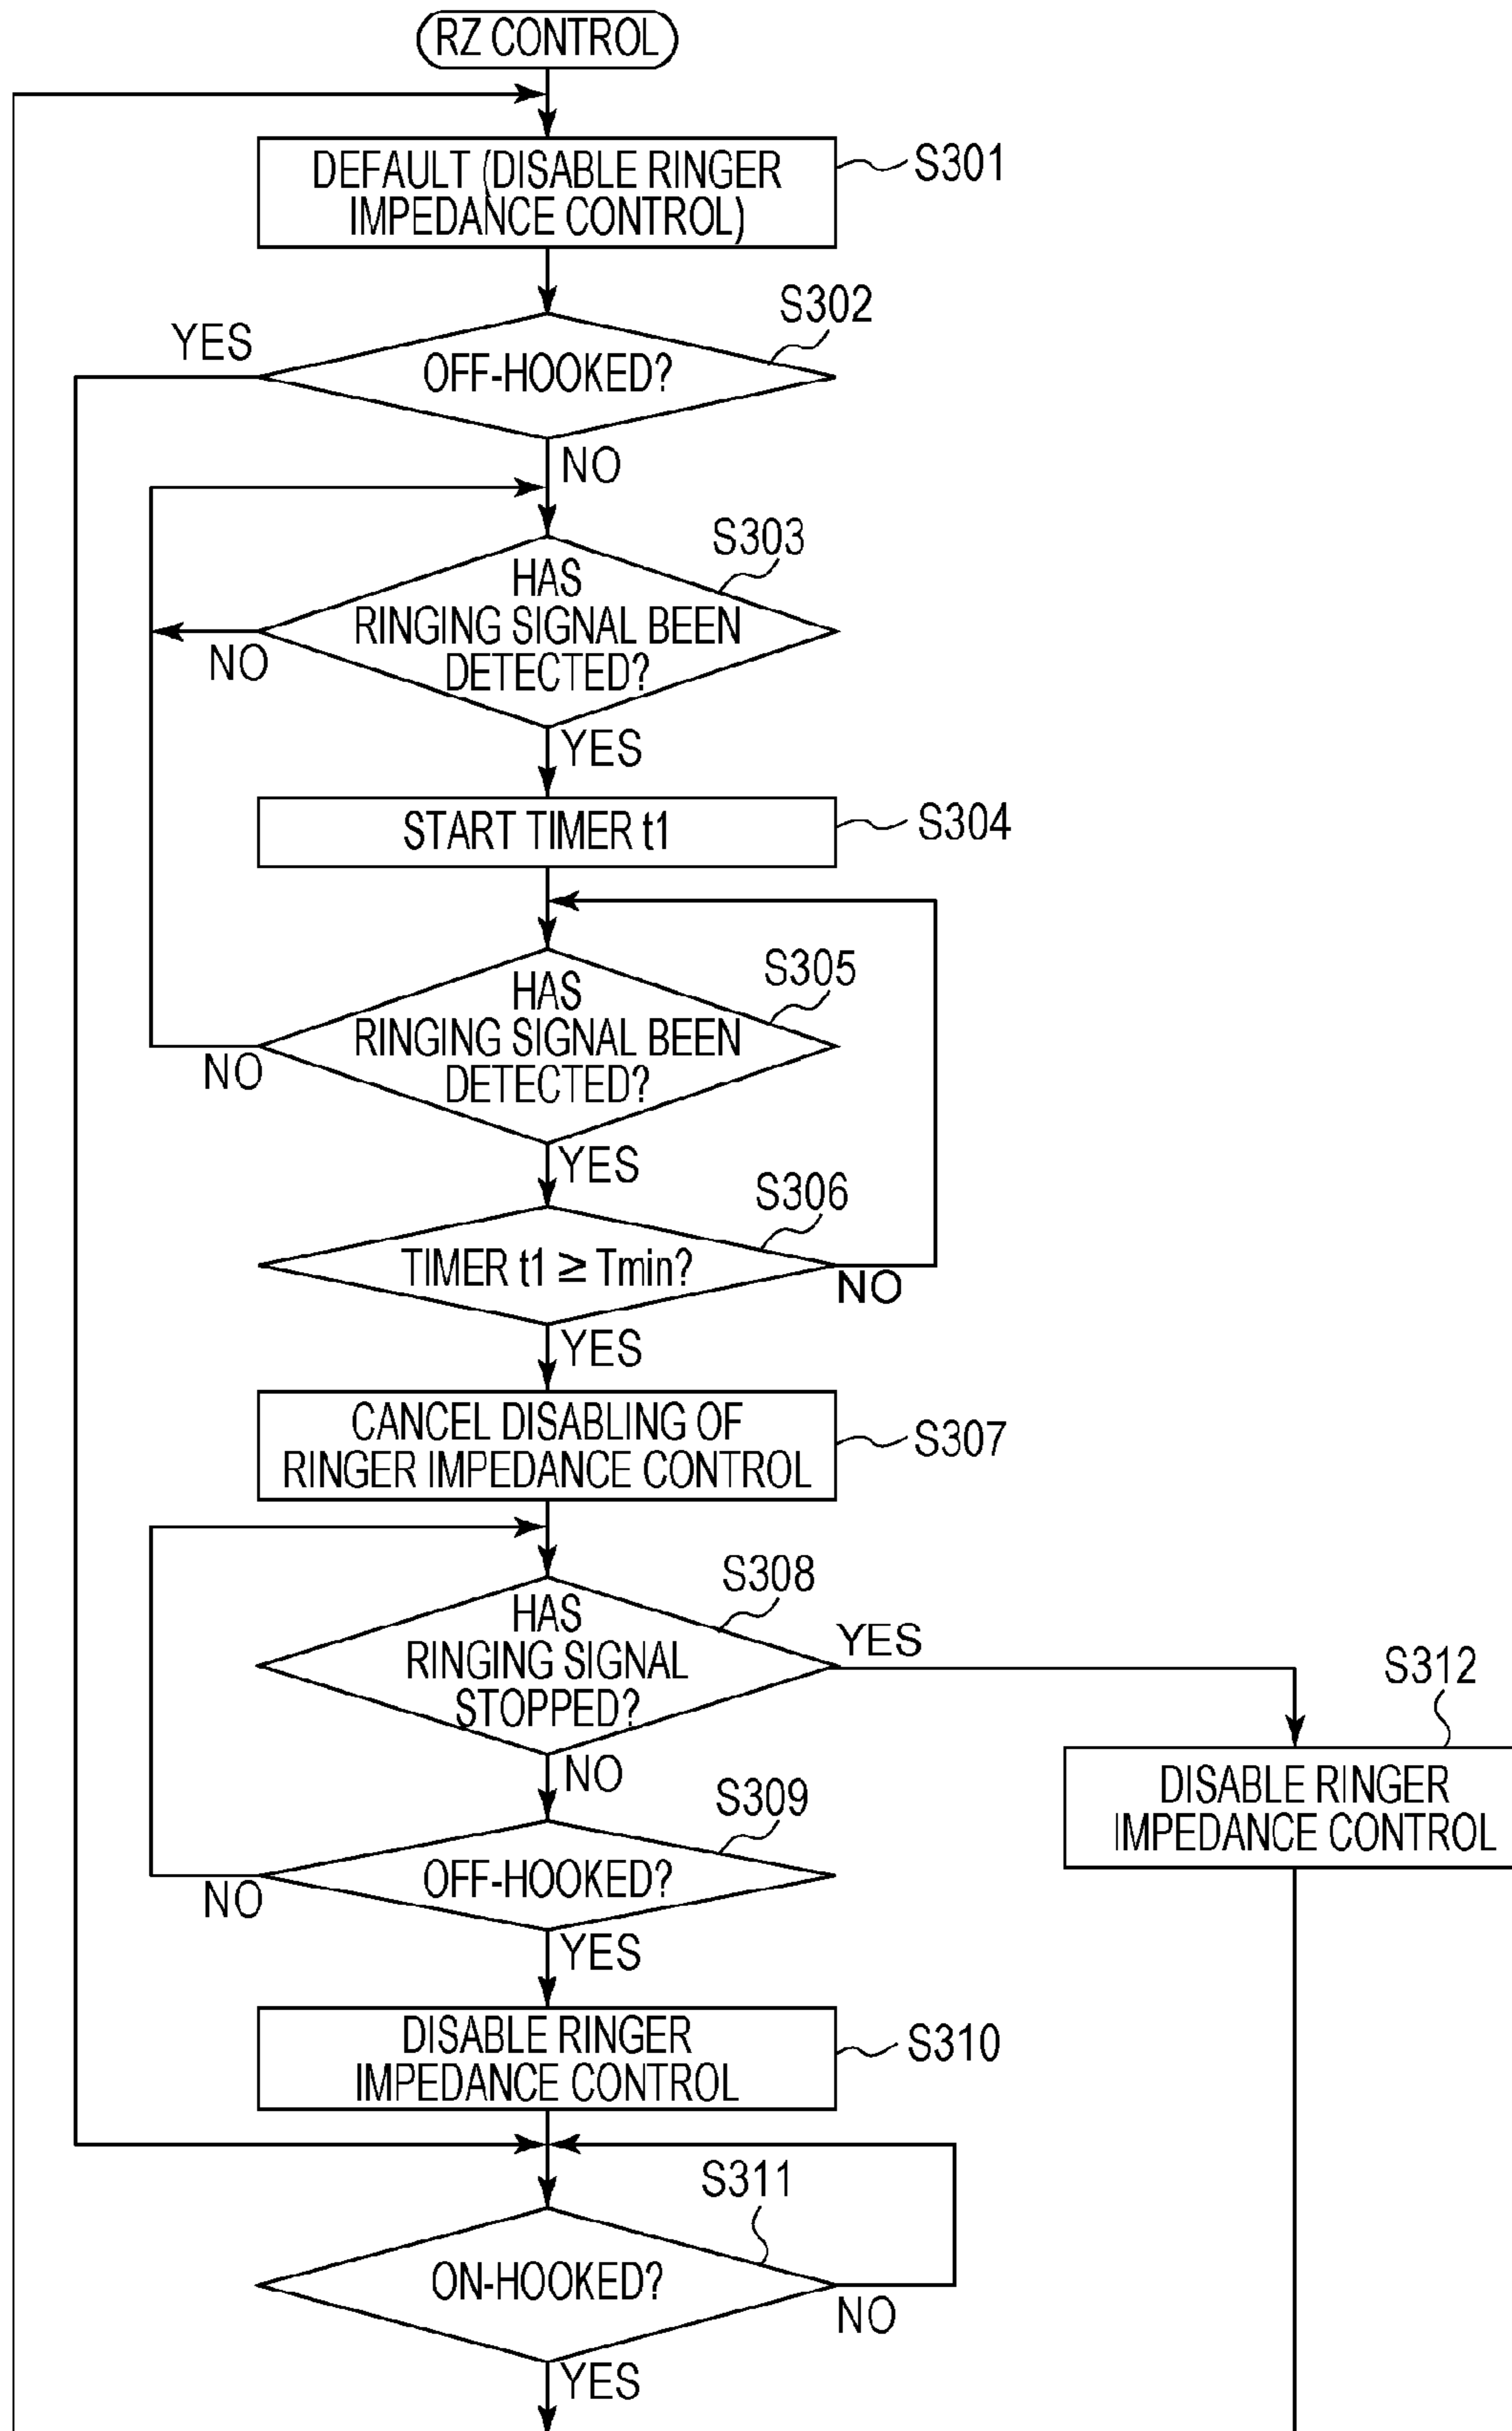 RZ CONTROL
DEFAULT (DISABLE RINGER
IMPEDANCE CONTROL)
S301
S302
YES
OFF-HOOKED?
NO
S303
HAS
RINGING SIGNAL BEEN
DETECTED?
NO
YES
START TIMER t1
S304
S305
HAS
RINGING SIGNAL BEEN
DETECTED?
NO
YES
S306
TIMER t1 ≥ Tmin?
NO
YES
CANCEL DISABLING OF
RINGER IMPEDANCE CONTROL
S307
S308
HAS
RINGING SIGNAL
STOPPED?
YES
S312
DISABLE RINGER
IMPEDANCE CONTROL
NO
S309
OFF-HOOKED?
NO
YES
DISABLE RINGER
IMPEDANCE CONTROL
S310
S311
ON-HOOKED?
NO
YES